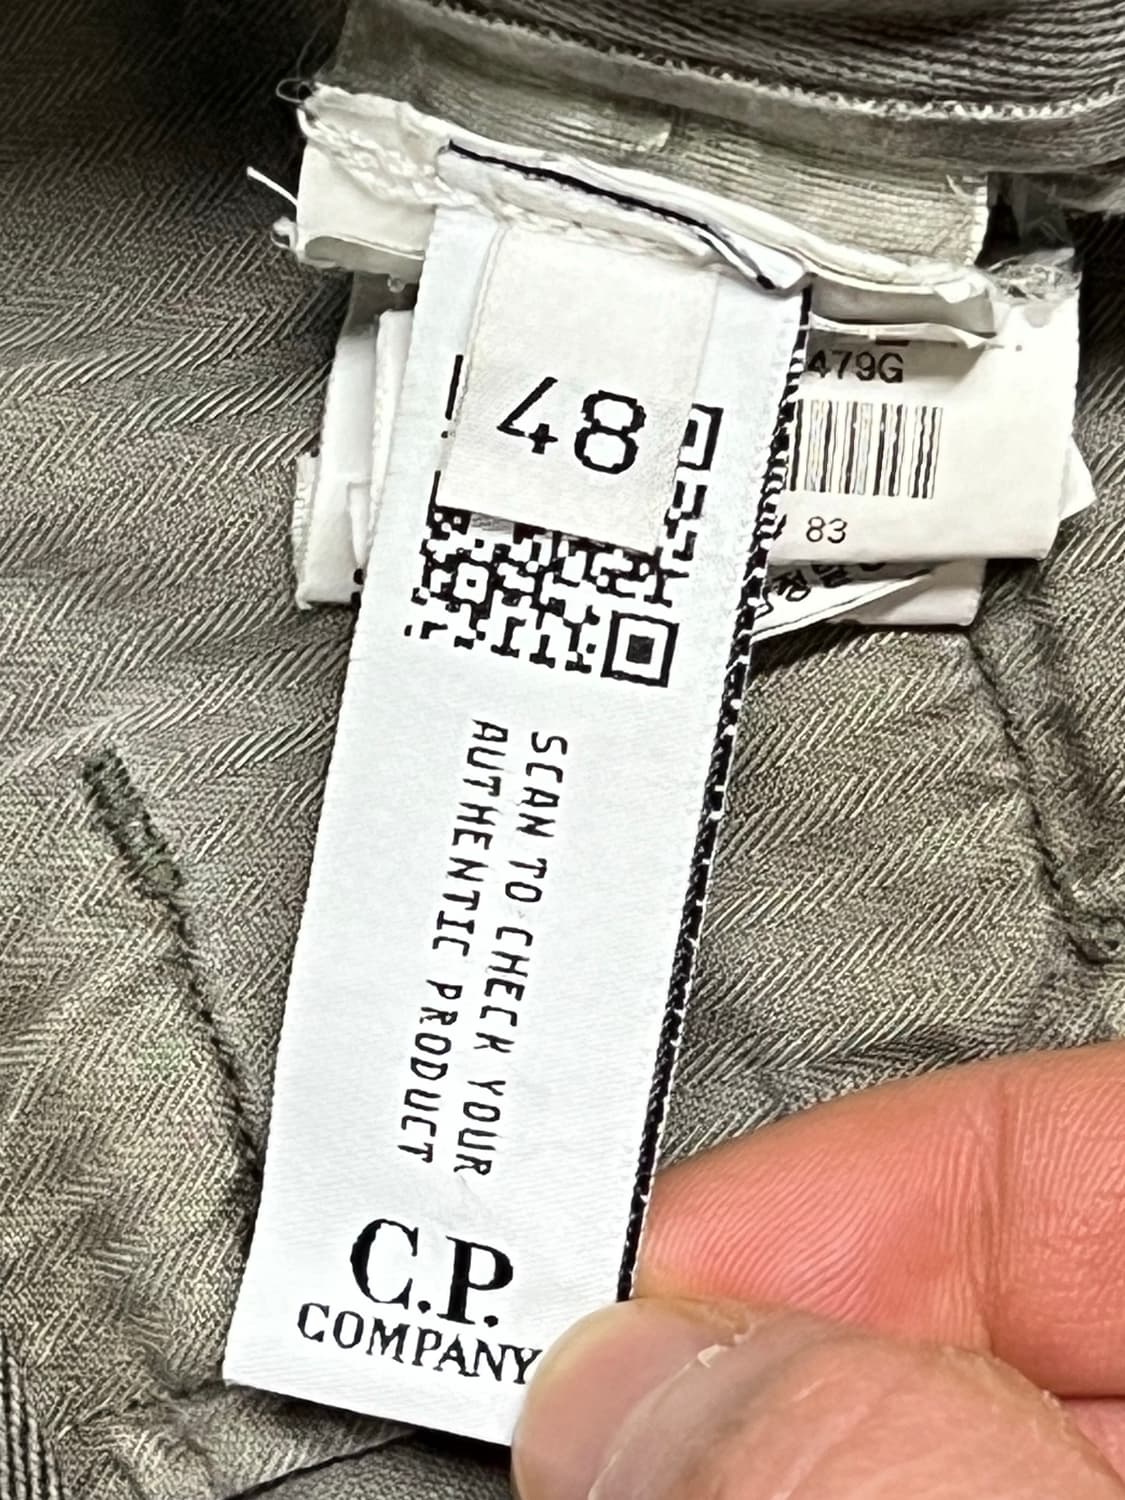 48
479G
83
SCAN TO CHECK YOUR
AUTHENTIC PRODUCT
C.P.
COMPANY